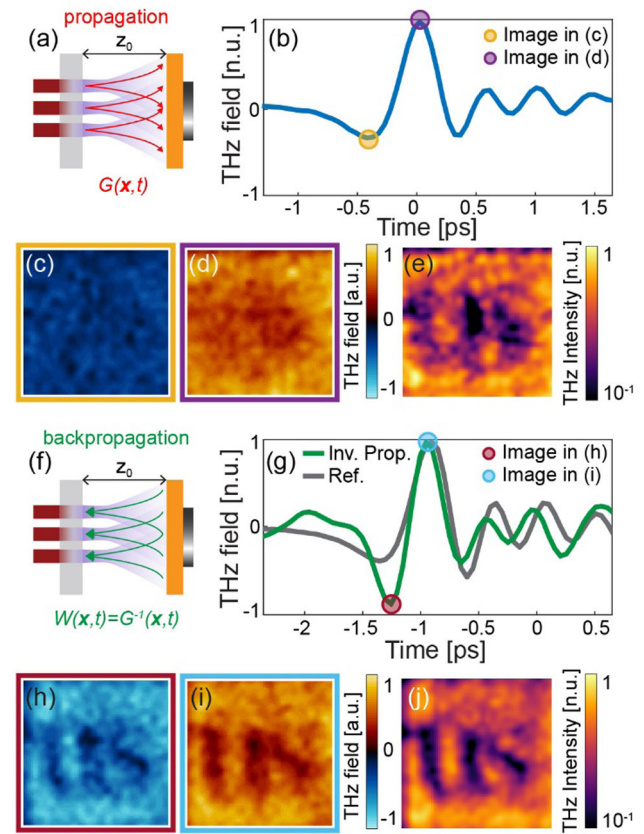 propagation
(a)
z₀
G(x,t)
(b)
1
0
-1
THz field [n.u.]
Image in (c)
Image in (d)
-1
-0.5
0
0.5
1
1.5
Time [ps]
(c)
(d)
1
0
-1
THz field [a.u.]
(e)
1
10⁻¹
THz Intensity [n.u.]
backpropagation
(f)
z₀
W(x,t)=G⁻¹(x,t)
(g)
1
0
-1
THz field [n.u.]
Inv. Prop.
Ref.
Image in (h)
Image in (i)
-2
-1.5
-1
-0.5
0
0.5
Time [ps]
(h)
(i)
1
0
-1
THz field [a.u.]
(j)
1
10⁻¹
THz Intensity [n.u.]